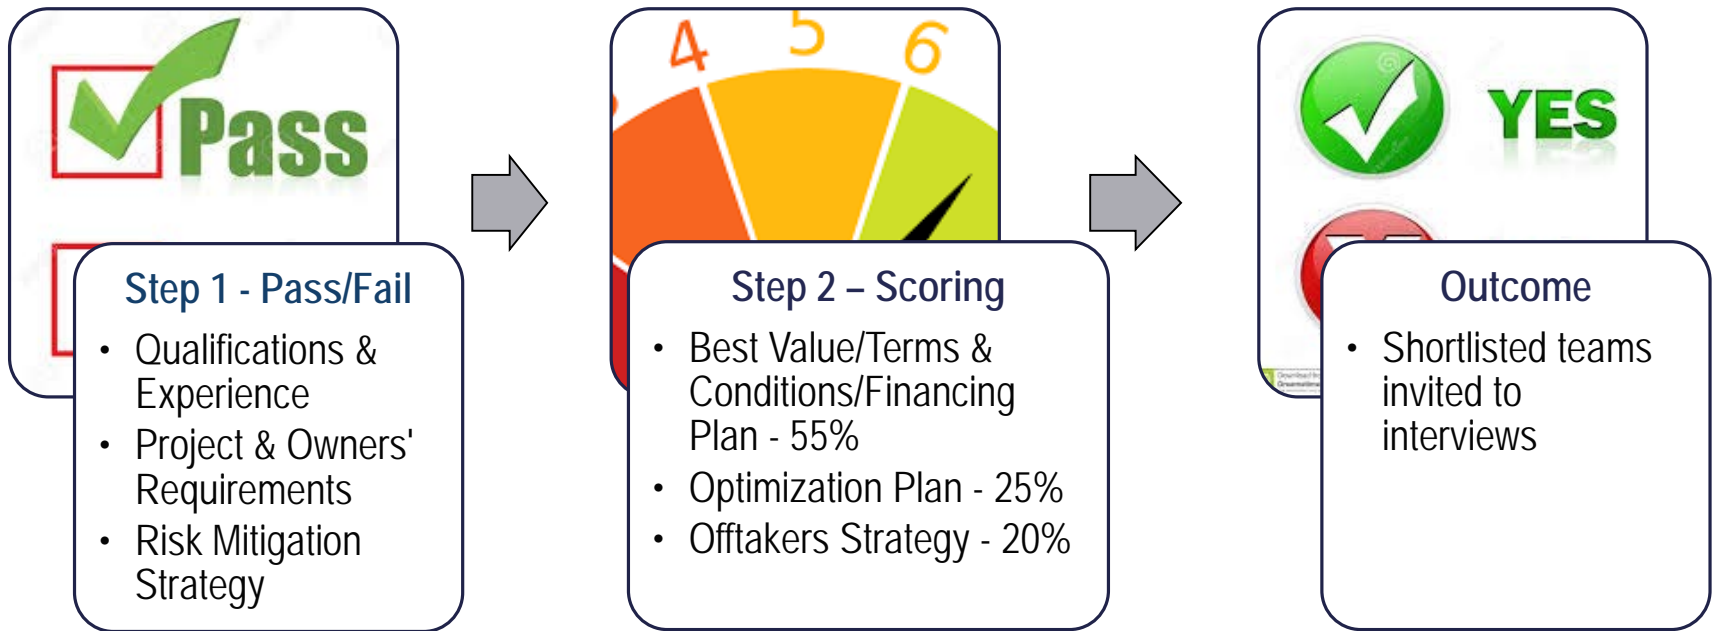 Pass
Step 1 - Pass/Fail
• Qualifications &
Experience
• Project & Owners'
Requirements
• Risk Mitigation
Strategy
4 5 6
Step 2 – Scoring
• Best Value/Terms &
Conditions/Financing
Plan - 55%
• Optimization Plan - 25%
• Offtakers Strategy - 20%
YES
Outcome
• Shortlisted teams
invited to
interviews